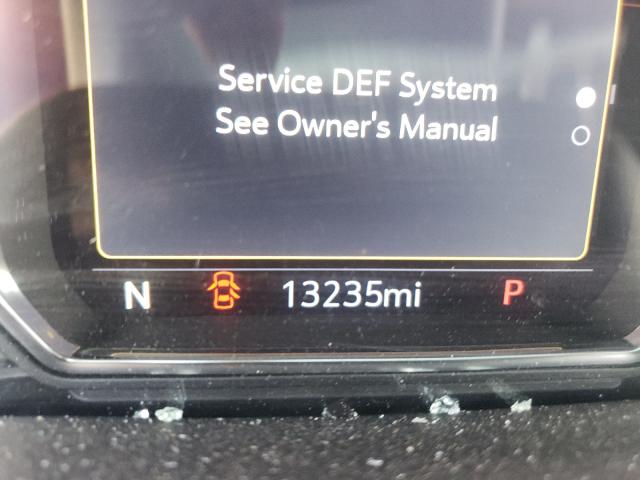 Service DEF System
See Owner's Manual
N 13235mi P